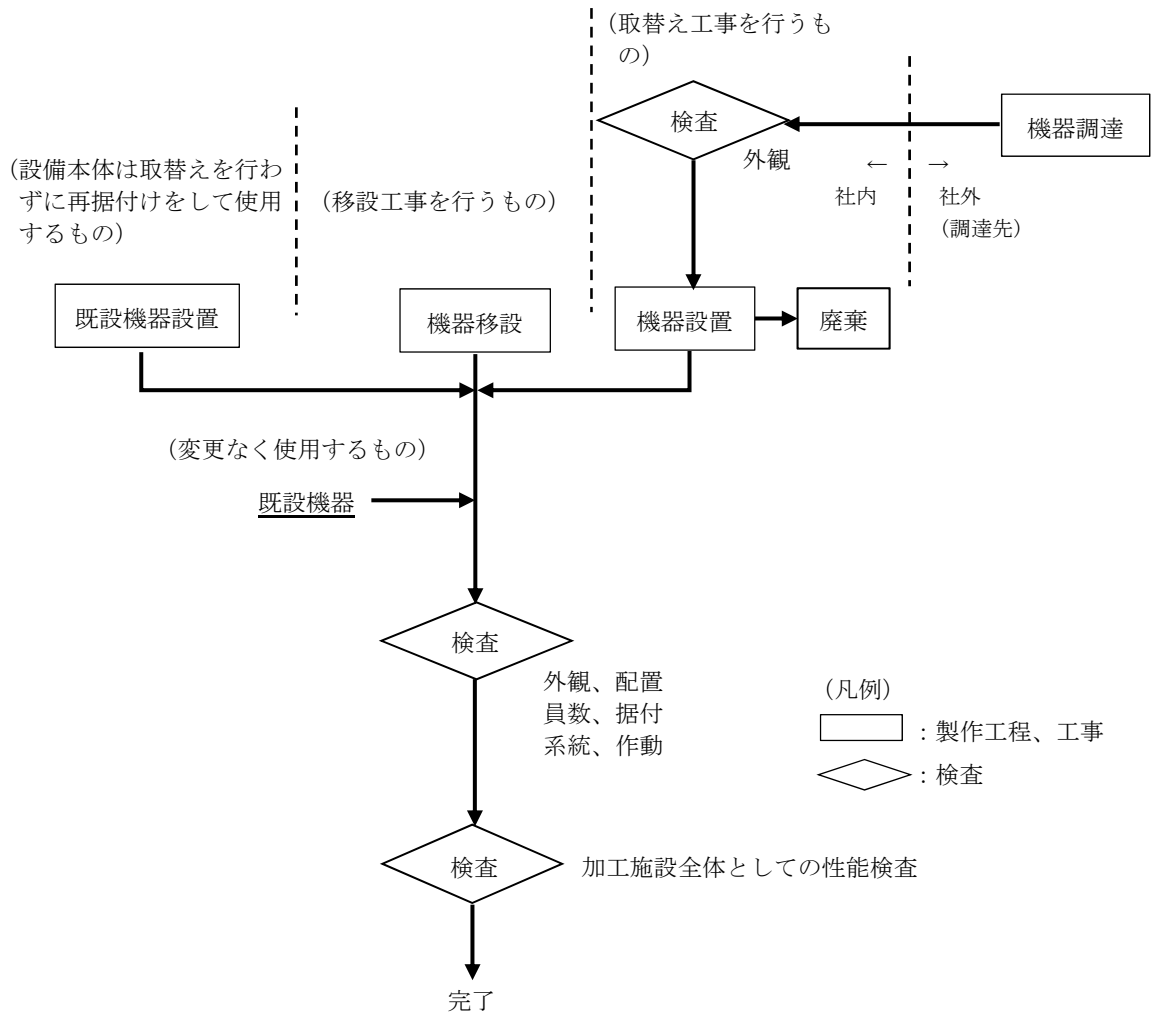 （取替え工事を行うも
の）
検査
機器調達
外観
←
→
社内
社外
（調達先）
（設備本体は取替えを行わ
ずに再据付けをして使用
するもの）
（移設工事を行うもの）
既設機器設置
機器移設
機器設置
廃棄
（変更なく使用するもの）
既設機器
検査
外観、配置
員数、据付
系統、作動
（凡例）
：製作工程、工事
：検査
検査
加工施設全体としての性能検査
完了